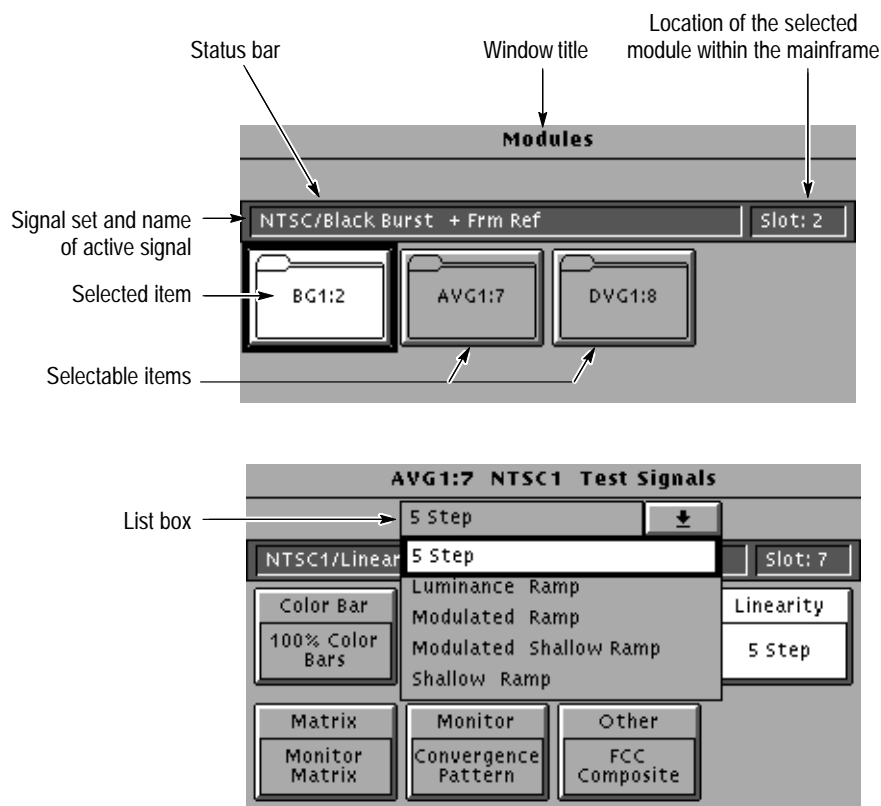 Status bar
Window title
Location of the selected
module within the mainframe
Modules
Signal set and name
of active signal
NTSC/Black Burst + Frm Ref
Slot: 2
Selected item
BG1:2
AVG1:7
DVG1:8
Selectable items
AVG1:7 NTSC1 Test Signals
List box
5 Step
NTSC1/Linear
5 Step
Slot: 7
Luminance Ramp
Modulated Ramp
Modulated Shallow Ramp
Shallow Ramp
Color Bar
100% Color
Bars
Linearity
5 Step
Matrix
Monitor
Matrix
Monitor
Convergence
Pattern
Other
FCC
Composite